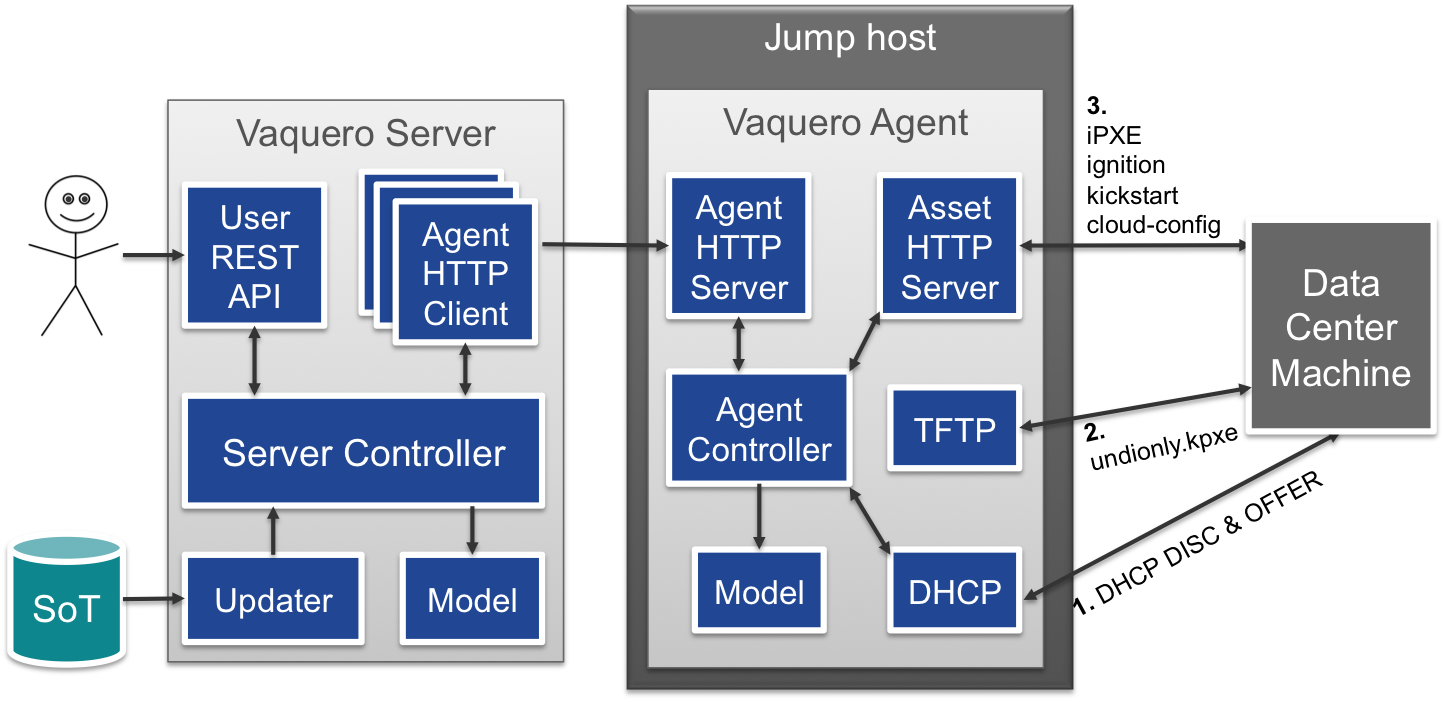 Jump host
Vaquero Server
Vaquero Agent
3.
iPXE
ignition
kickstart
cloud-config
User
REST
API
Agent
HTTP
Client
Agent
HTTP
Server
Asset
HTTP
Server
Data
Center
Machine
Server Controller
Agent
Controller
TFTP
2.
undionly.kpxe
1. DHCP DISC & OFFER
SoT
Updater
Model
Model
DHCP